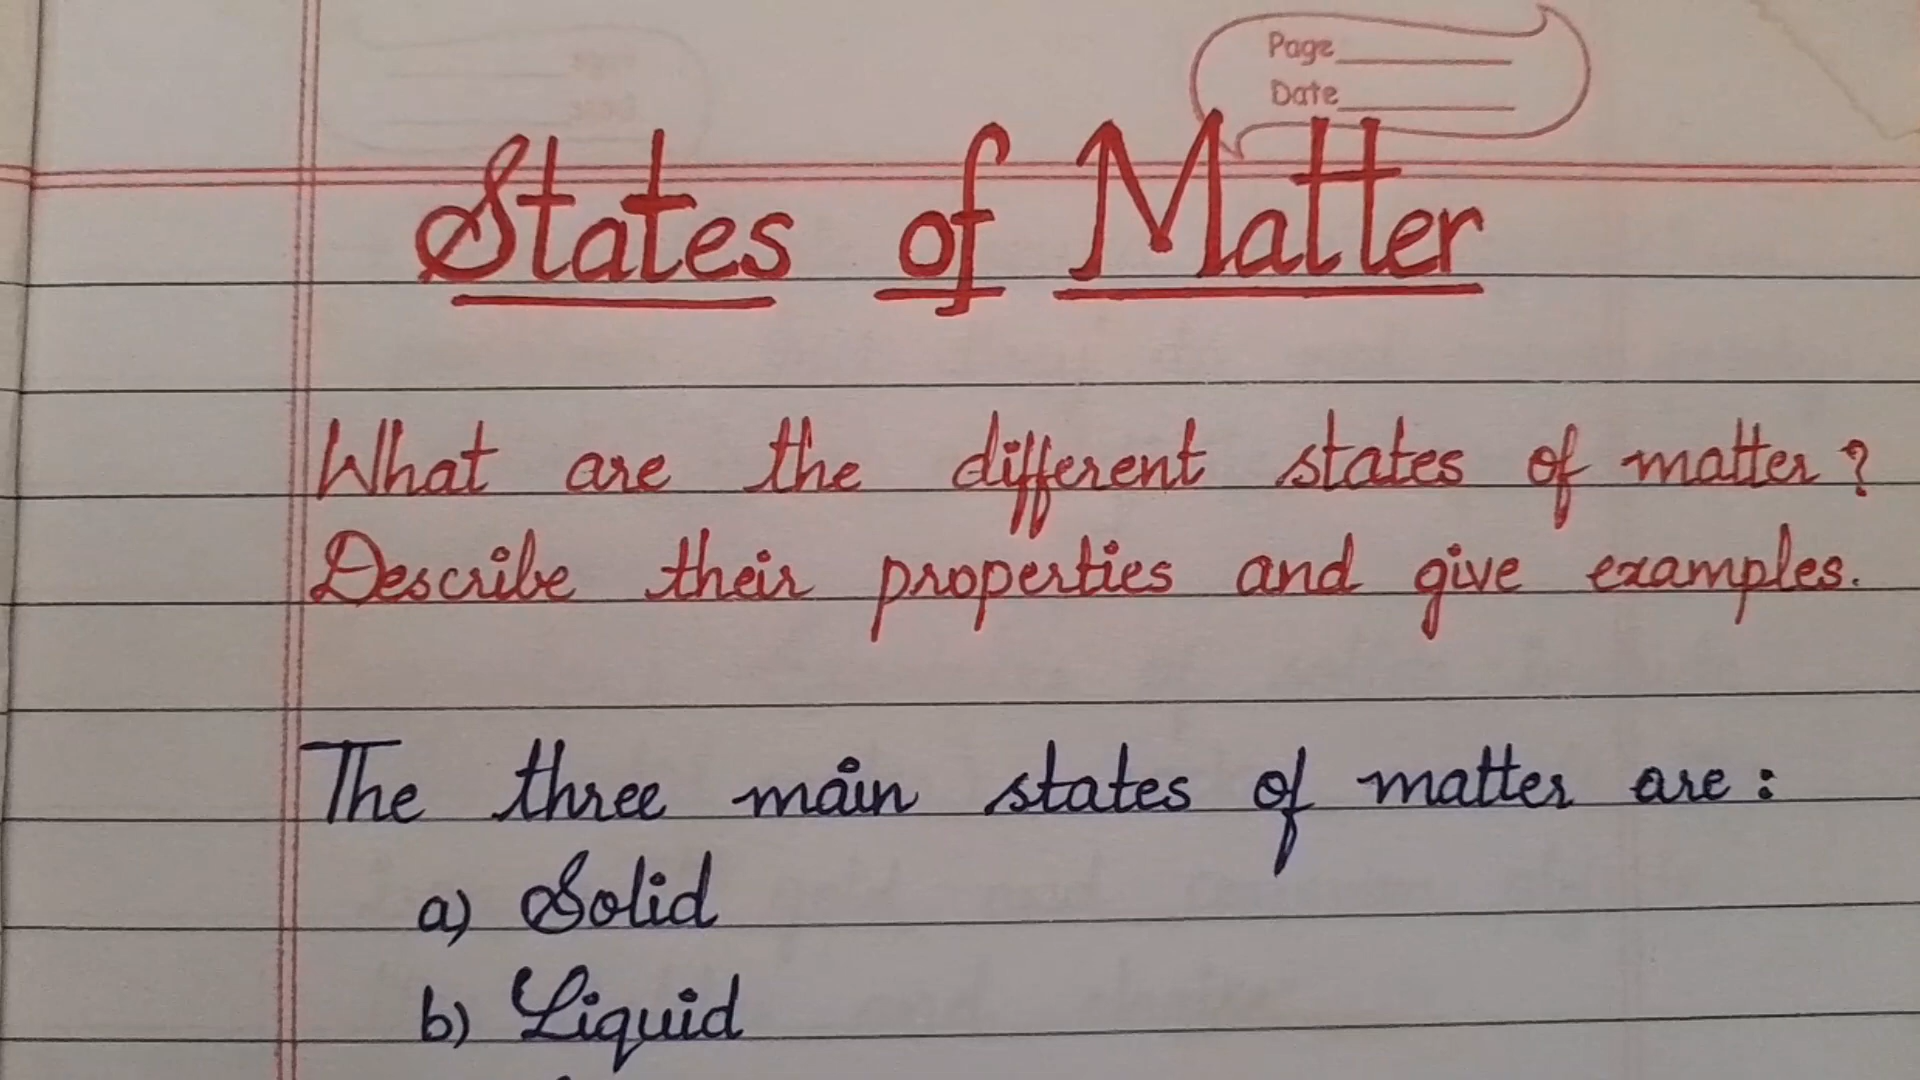 Page
Date
States of Matter
What are the different states of matter?
Describe their properties and give examples.
The three main states of matter are:
a) Solid
b) Liquid